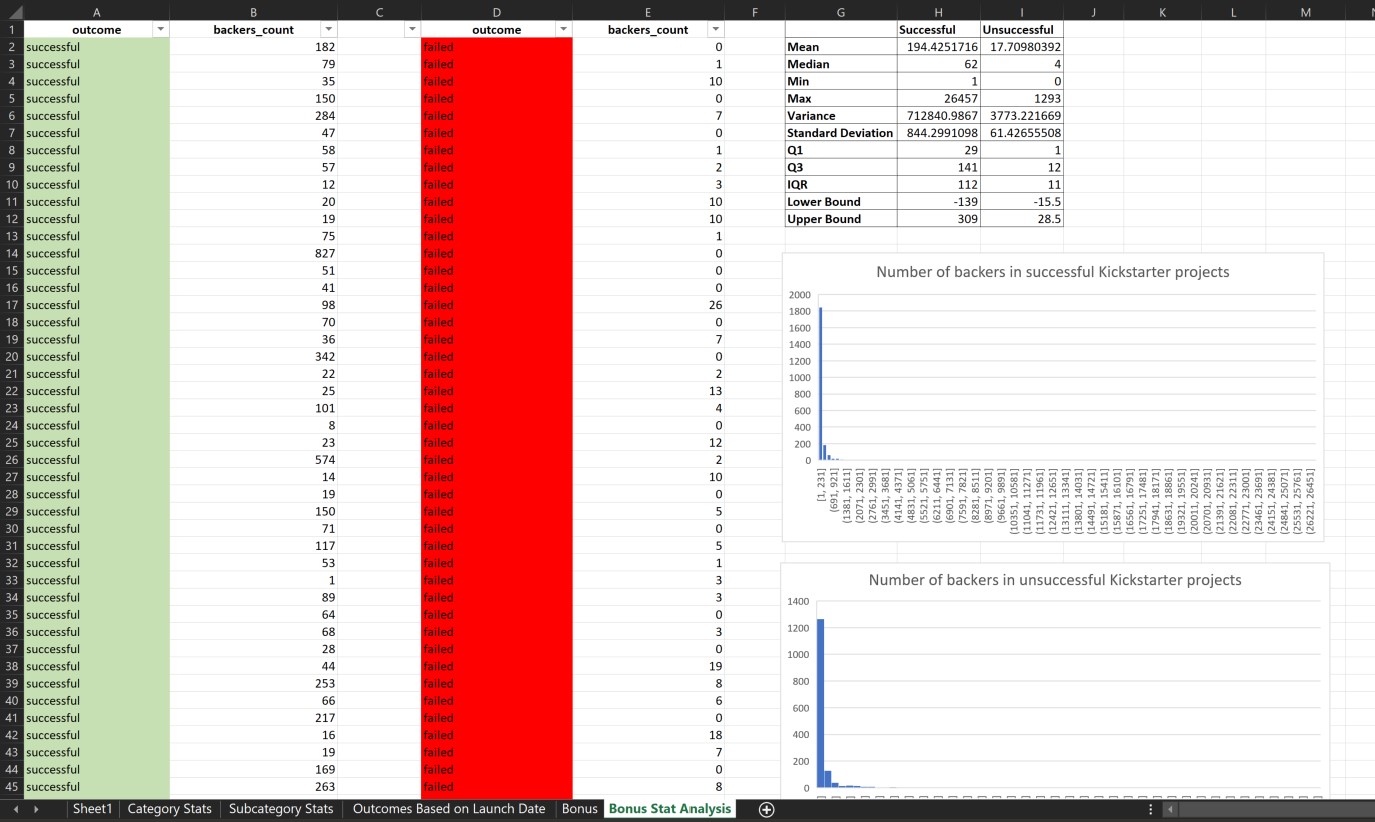 A B C D E F G H I J K L M
1 outcome backers_count outcome backers_count Successful Unsuccessful
2 successful 182 failed 0 Mean 194.4251716 17.70980392
3 successful 79 failed 1 Median 62 4
4 successful 35 failed 10 Min 1 0
5 successful 150 failed 0 Max 26457 1293
6 successful 284 failed 7 Variance 712840.9867 3773.221669
7 successful 47 failed 0 Standard Deviation 844.2991098 61.42655508
8 successful 58 failed 1 Q1 29 1
9 successful 57 failed 2 Q3 141 12
10 successful 12 failed 3 IQR 112 11
11 successful 20 failed 10 Lower Bound -139 -15.5
12 successful 19 failed 10 Upper Bound 309 28.5
13 successful 75 failed 1
14 successful 827 failed 0
15 successful 51 failed 0
16 successful 41 failed 0
17 successful 98 failed 26
18 successful 70 failed 0
19 successful 36 failed 7
20 successful 342 failed 0
21 successful 22 failed 2
22 successful 25 failed 13
23 successful 101 failed 4
24 successful 8 failed 0
25 successful 23 failed 12
26 successful 574 failed 2
27 successful 14 failed 10
28 successful 19 failed 0
29 successful 150 failed 5
30 successful 71 failed 0
31 successful 117 failed 5
32 successful 53 failed 1
33 successful 1 failed 3
34 successful 89 failed 3
35 successful 64 failed 0
36 successful 68 failed 3
37 successful 28 failed 0
38 successful 44 failed 19
39 successful 253 failed 8
40 successful 66 failed 6
41 successful 217 failed 0
42 successful 16 failed 18
43 successful 19 failed 7
44 successful 169 failed 0
45 successful 263 failed 8
Number of backers in successful Kickstarter projects
2000
1800
1600
1400
1200
1000
800
600
400
200
0
[1, 231]
(691, 921]
(1381, 1611]
(2071, 2301]
(2761, 2991]
(3451, 3681]
(4141, 4371]
(4831, 5061]
(5521, 5751]
(6211, 6441]
(6901, 7131]
(7591, 7821]
(8281, 8511]
(8971, 9201]
(9661, 9891]
(10351, 10581]
(11041, 11271]
(11731, 11961]
(12421, 12651]
(13111, 13341]
(13801, 14031]
(14491, 14721]
(15181, 15411]
(15871, 16101]
(16561, 16791]
(17251, 17481]
(17941, 18171]
(18631, 18861]
(19321, 19551]
(20011, 20241]
(20701, 20931]
(21391, 21621]
(22081, 22311]
(22771, 23001]
(23461, 23691]
(24151, 24381]
(24841, 25071]
(25531, 25761]
(26221, 26451]
Number of backers in unsuccessful Kickstarter projects
1400
1200
1000
800
600
400
200
0
Sheet1 Category Stats Subcategory Stats Outcomes Based on Launch Date Bonus Bonus Stat Analysis